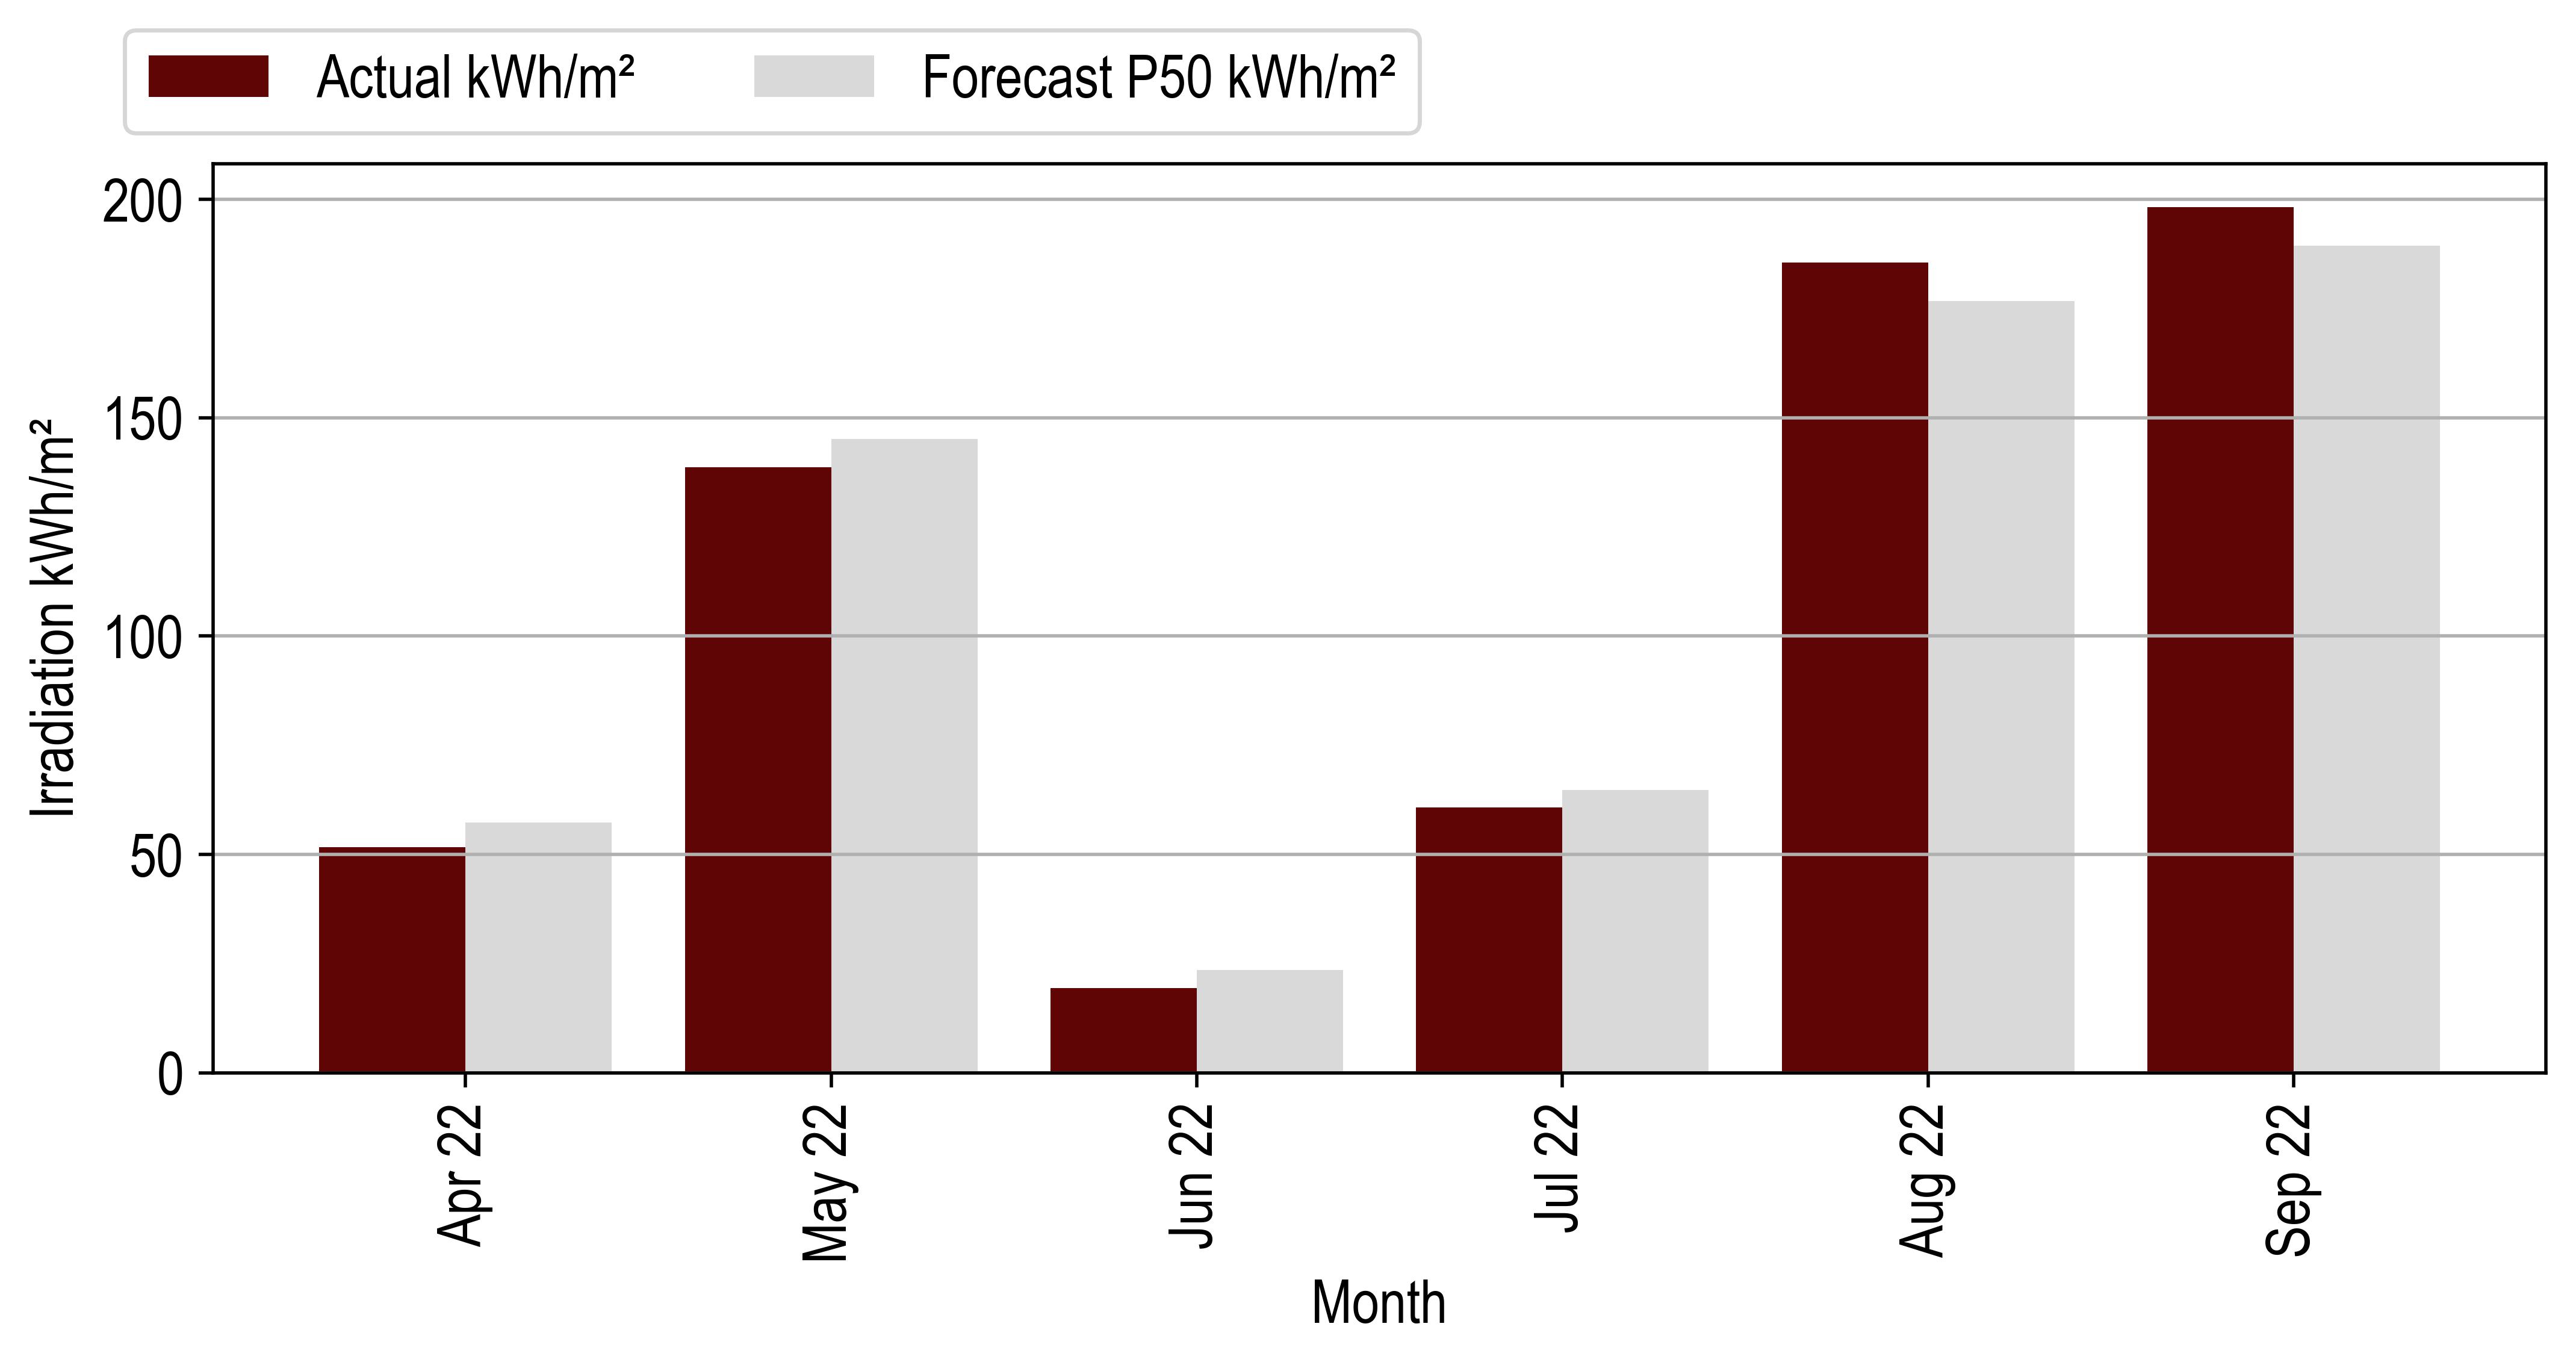 Actual kWh/m²
Forecast P50 kWh/m²
Irradiation kWh/m²
200
150
100
50
0
Apr 22
May 22
Jun 22
Jul 22
Aug 22
Sep 22
Month